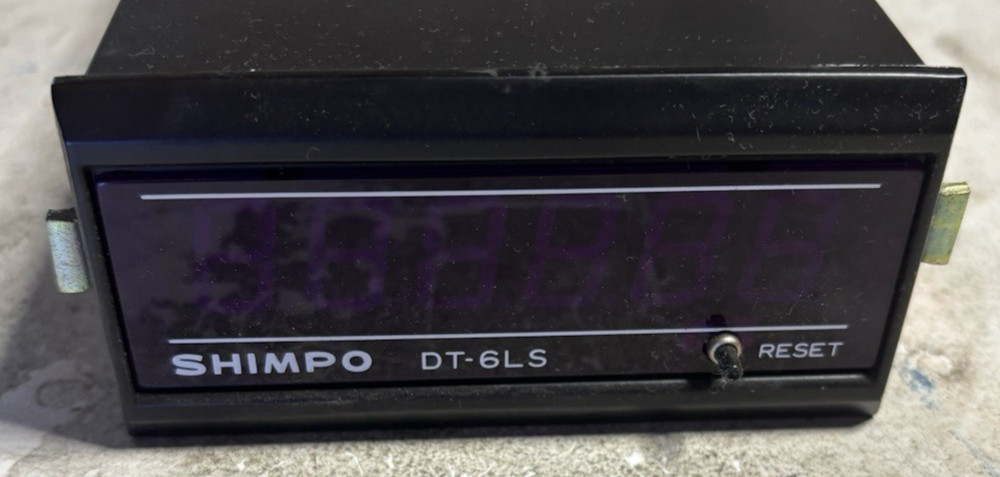 SHIMPO DT-6LS RESET